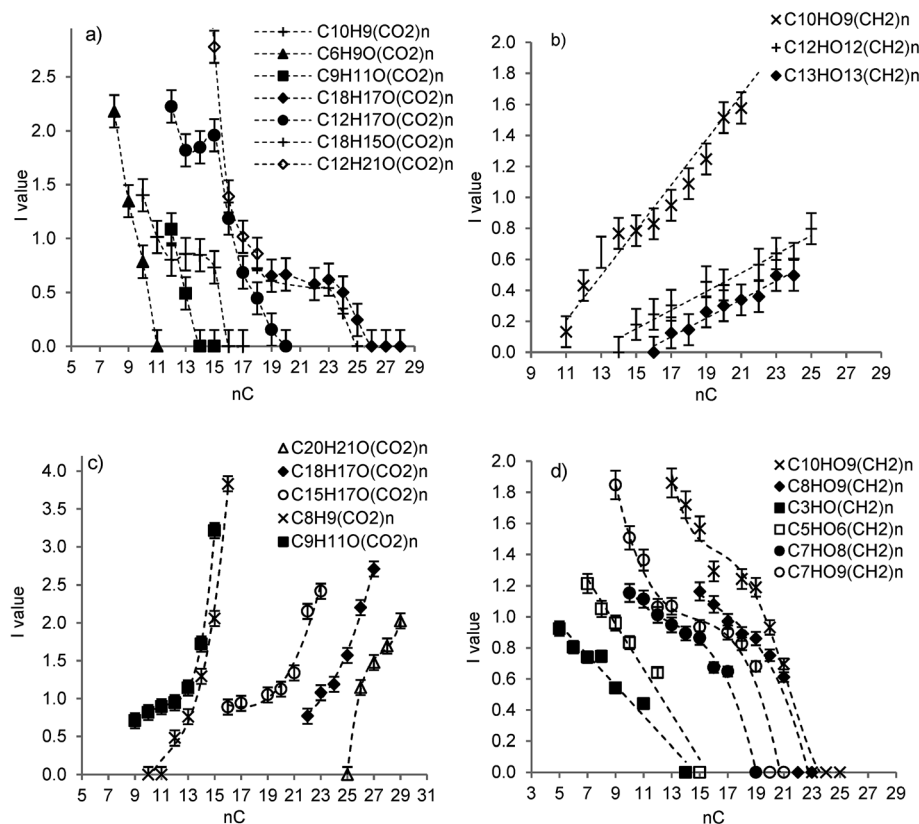 a)
C10H9(CO2)n
C6H9O(CO2)n
C9H11O(CO2)n
C18H17O(CO2)n
C12H17O(CO2)n
C18H15O(CO2)n
C12H21O(CO2)n
I value
2.5
2.0
1.5
1.0
0.5
0.0
7 9 11 13 15 17 19 21 23 25 27 29
nC
b)
C10HO9(CH2)n
C12HO12(CH2)n
C13HO13(CH2)n
I value
2.0
1.8
1.6
1.4
1.2
1.0
0.8
0.6
0.4
0.2
0.0
9 11 13 15 17 19 21 23 25 27 29
nC
c)
C20H21O(CO2)n
C18H17O(CO2)n
C15H17O(CO2)n
C8H9(CO2)n
C9H11O(CO2)n
I value
4.0
3.5
3.0
2.5
2.0
1.5
1.0
0.5
0.0
5 7 9 11 13 15 17 19 21 23 25 27 29 31
nC
d)
C10HO9(CH2)n
C8HO9(CH2)n
C3HO(CH2)n
C5HO6(CH2)n
C7HO8(CH2)n
C7HO9(CH2)n
I value
2.0
1.8
1.6
1.4
1.2
1.0
0.8
0.6
0.4
0.2
0.0
3 5 7 9 11 13 15 17 19 21 23 25 27 29
nC